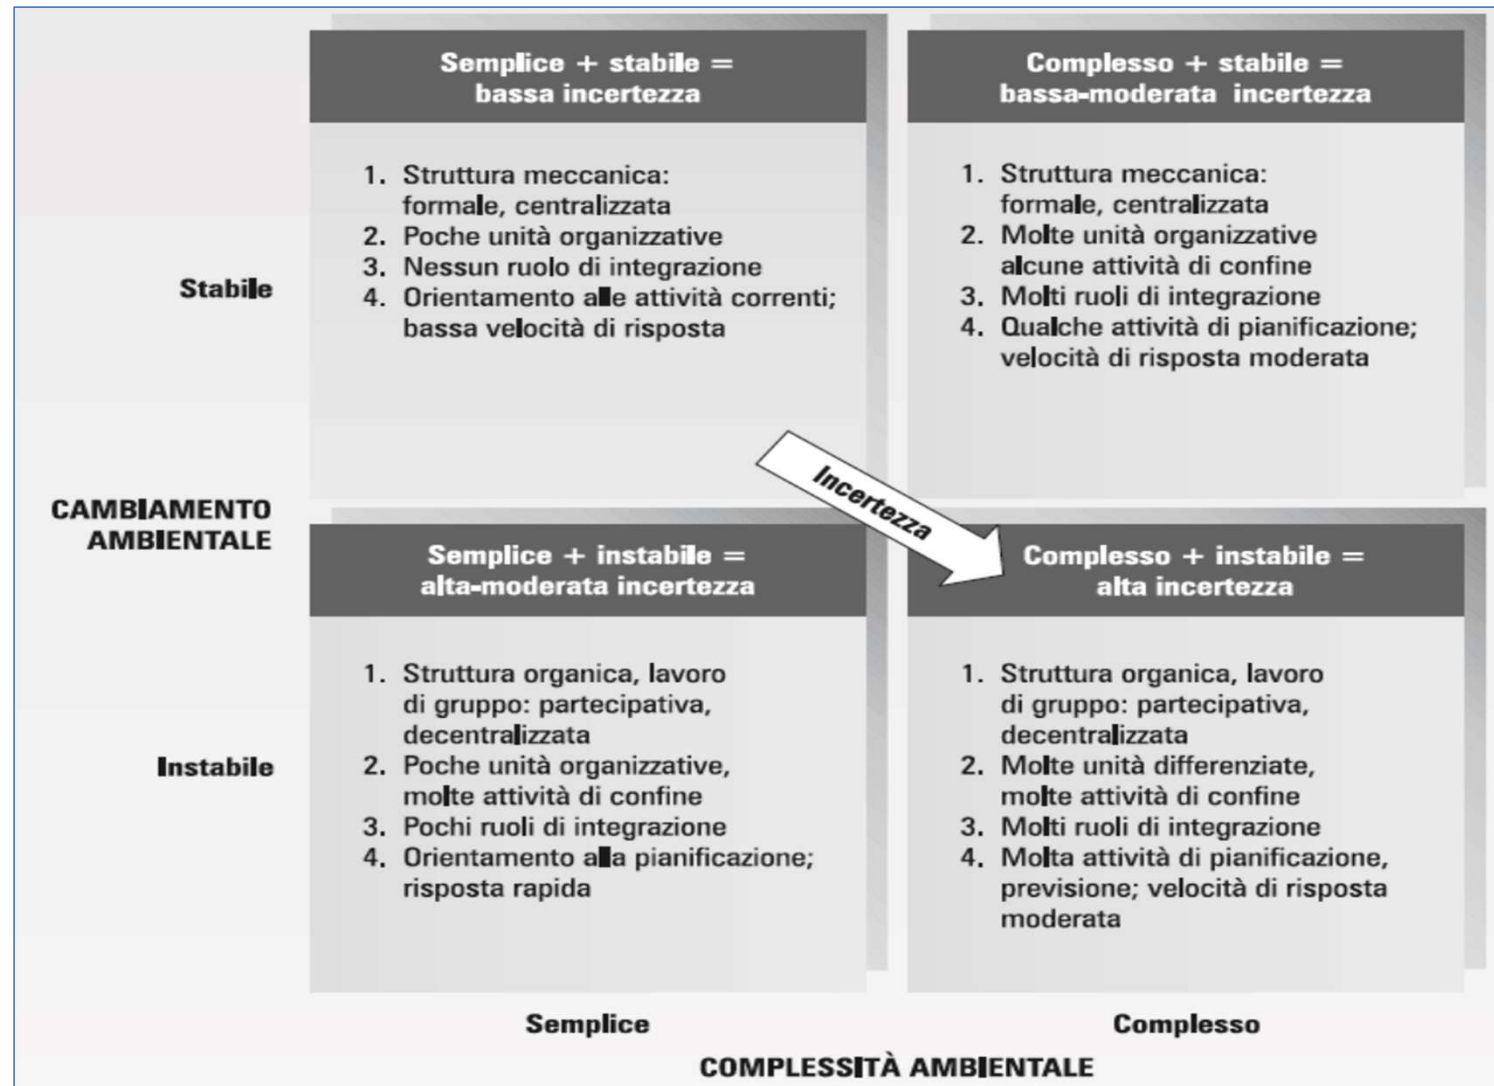 Semplice + stabile =
bassa incertezza
1. Struttura meccanica:
formale, centralizzata
2. Poche unità organizzative
3. Nessun ruolo di integrazione
4. Orientamento alle attività correnti;
bassa velocità di risposta
Complesso + stabile =
bassa-moderata incertezza
1. Struttura meccanica:
formale, centralizzata
2. Molte unità organizzative
alcune attività di confine
3. Molti ruoli di integrazione
4. Qualche attività di pianificazione;
velocità di risposta moderata
Stabile
Incertezza
CAMBIAMENTO
AMBIENTALE
Semplice + instabile =
alta-moderata incertezza
1. Struttura organica, lavoro
di gruppo: partecipativa,
decentralizzata
2. Poche unità organizzative,
molte attività di confine
3. Pochi ruoli di integrazione
4. Orientamento alla pianificazione;
risposta rapida
Complesso + instabile =
alta incertezza
1. Struttura organica, lavoro
di gruppo: partecipativa,
decentralizzata
2. Molte unità differenziate,
molte attività di confine
3. Molti ruoli di integrazione
4. Molta attività di pianificazione,
previsione; velocità di risposta
moderata
Instabile
Semplice
Complesso
COMPLESSITÀ AMBIENTALE